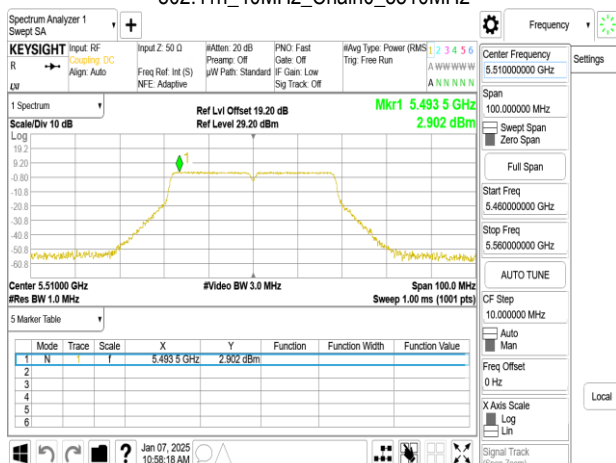 802.11n_40MHz_Chain0_5510MHz
Spectrum Analyzer 1
Swept SA
Frequency
KEYSIGHT
R
LXI
Input: RF
Coupling: DC
Align: Auto
Input Z: 50 Ω
Freq Ref: Int (S)
NFE: Adaptive
#Atten: 20 dB
Preamp: Off
µW Path: Standard
PNO: Fast
Gate: Off
IF Gain: Low
Sig Track: Off
#Avg Type: Power (RMS
Trig: Free Run
1 2 3 4 5 6
A W W W W W
A N N N N N
1 Spectrum
Scale/Div 10 dB
Ref Lvl Offset 19.20 dB
Ref Level 29.20 dBm
Mkr1 5.493 5 GHz
2.902 dBm
Log
19.2
9.20
-0.80
-10.8
-20.8
-30.8
-40.8
-50.8
-60.8
1
Center 5.51000 GHz
#Video BW 3.0 MHz
Span 100.0 MHz
#Res BW 1.0 MHz
Sweep 1.00 ms (1001 pts)
5 Marker Table
Mode Trace Scale X Y Function Function Width Function Value
1 N 1 f 5.493 5 GHz 2.902 dBm
2
3
4
5
6
Jan 07, 2025
10:58:18 AM
Center Frequency
5.510000000 GHz
Settings
Span
100.000000 MHz
Swept Span
Zero Span
Full Span
Start Freq
5.460000000 GHz
Stop Freq
5.560000000 GHz
AUTO TUNE
CF Step
10.000000 MHz
Auto
Man
Freq Offset
0 Hz
X Axis Scale
Log
Lin
Local
Signal Track
(Span Zoom)